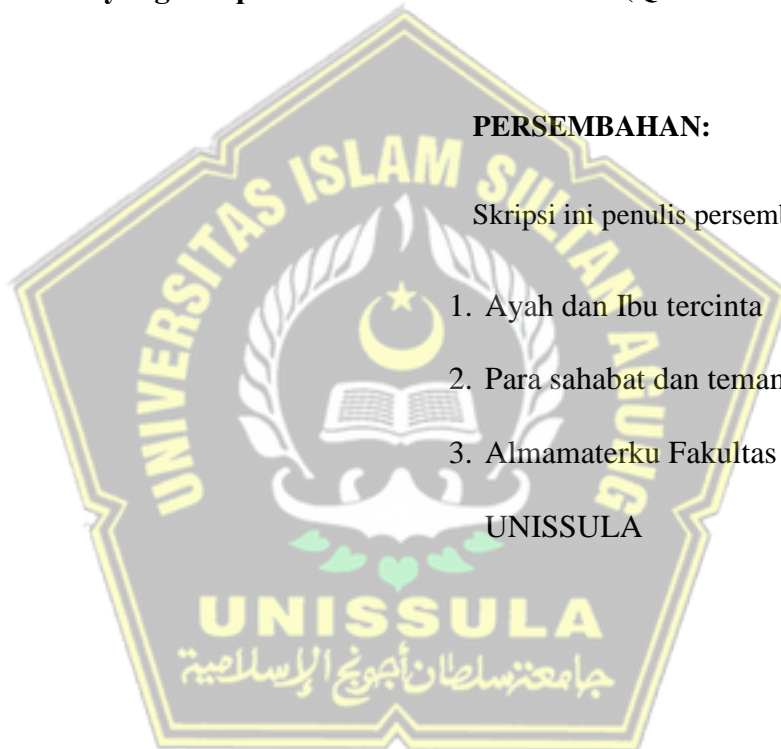 PERSEMBAHAN:
Skripsi ini penulis persemb
1. Ayah dan Ibu tercinta
2. Para sahabat dan teman
3. Almamaterku Fakultas
UNISSULA
UNIVERSITAS ISLAM SULTAN AGUNG
UNISSULA
جامعة سلطان أجونج الإسلامية